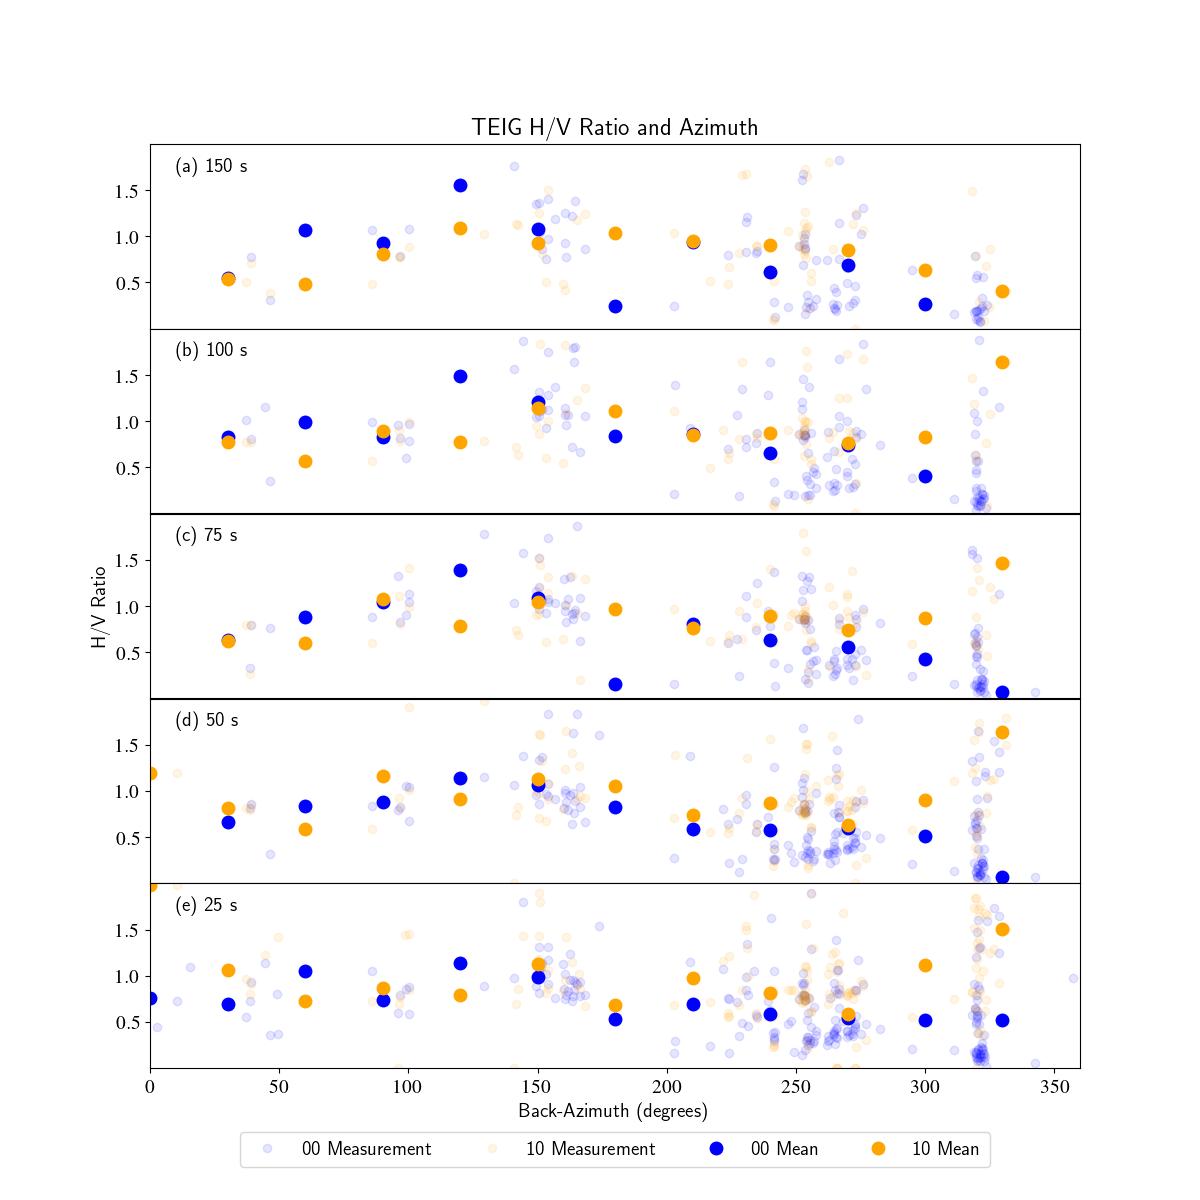 TEIG H/V Ratio and Azimuth
(a) 150 s
1.5
1.0
0.5
(b) 100 s
1.5
1.0
0.5
(c) 75 s
1.5
1.0
0.5
H/V Ratio
(d) 50 s
1.5
1.0
0.5
(e) 25 s
1.5
1.0
0.5
0 50 100 150 200 250 300 350
Back-Azimuth (degrees)
00 Measurement 10 Measurement 00 Mean 10 Mean